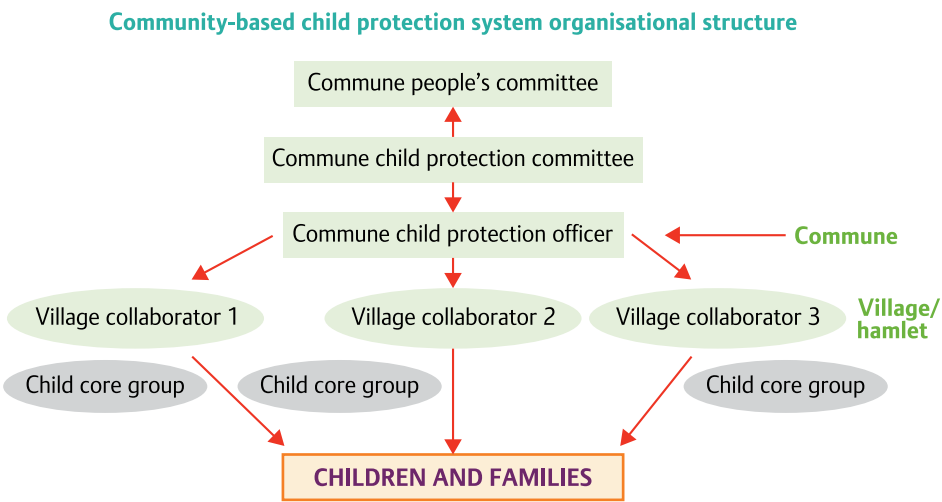 Community-based child protection system organisational structure
Commune people’s committee
Commune child protection committee
Commune child protection officer
Commune
Village collaborator 1
Village collaborator 2
Village collaborator 3
Village/
hamlet
Child core group
Child core group
Child core group
CHILDREN AND FAMILIES